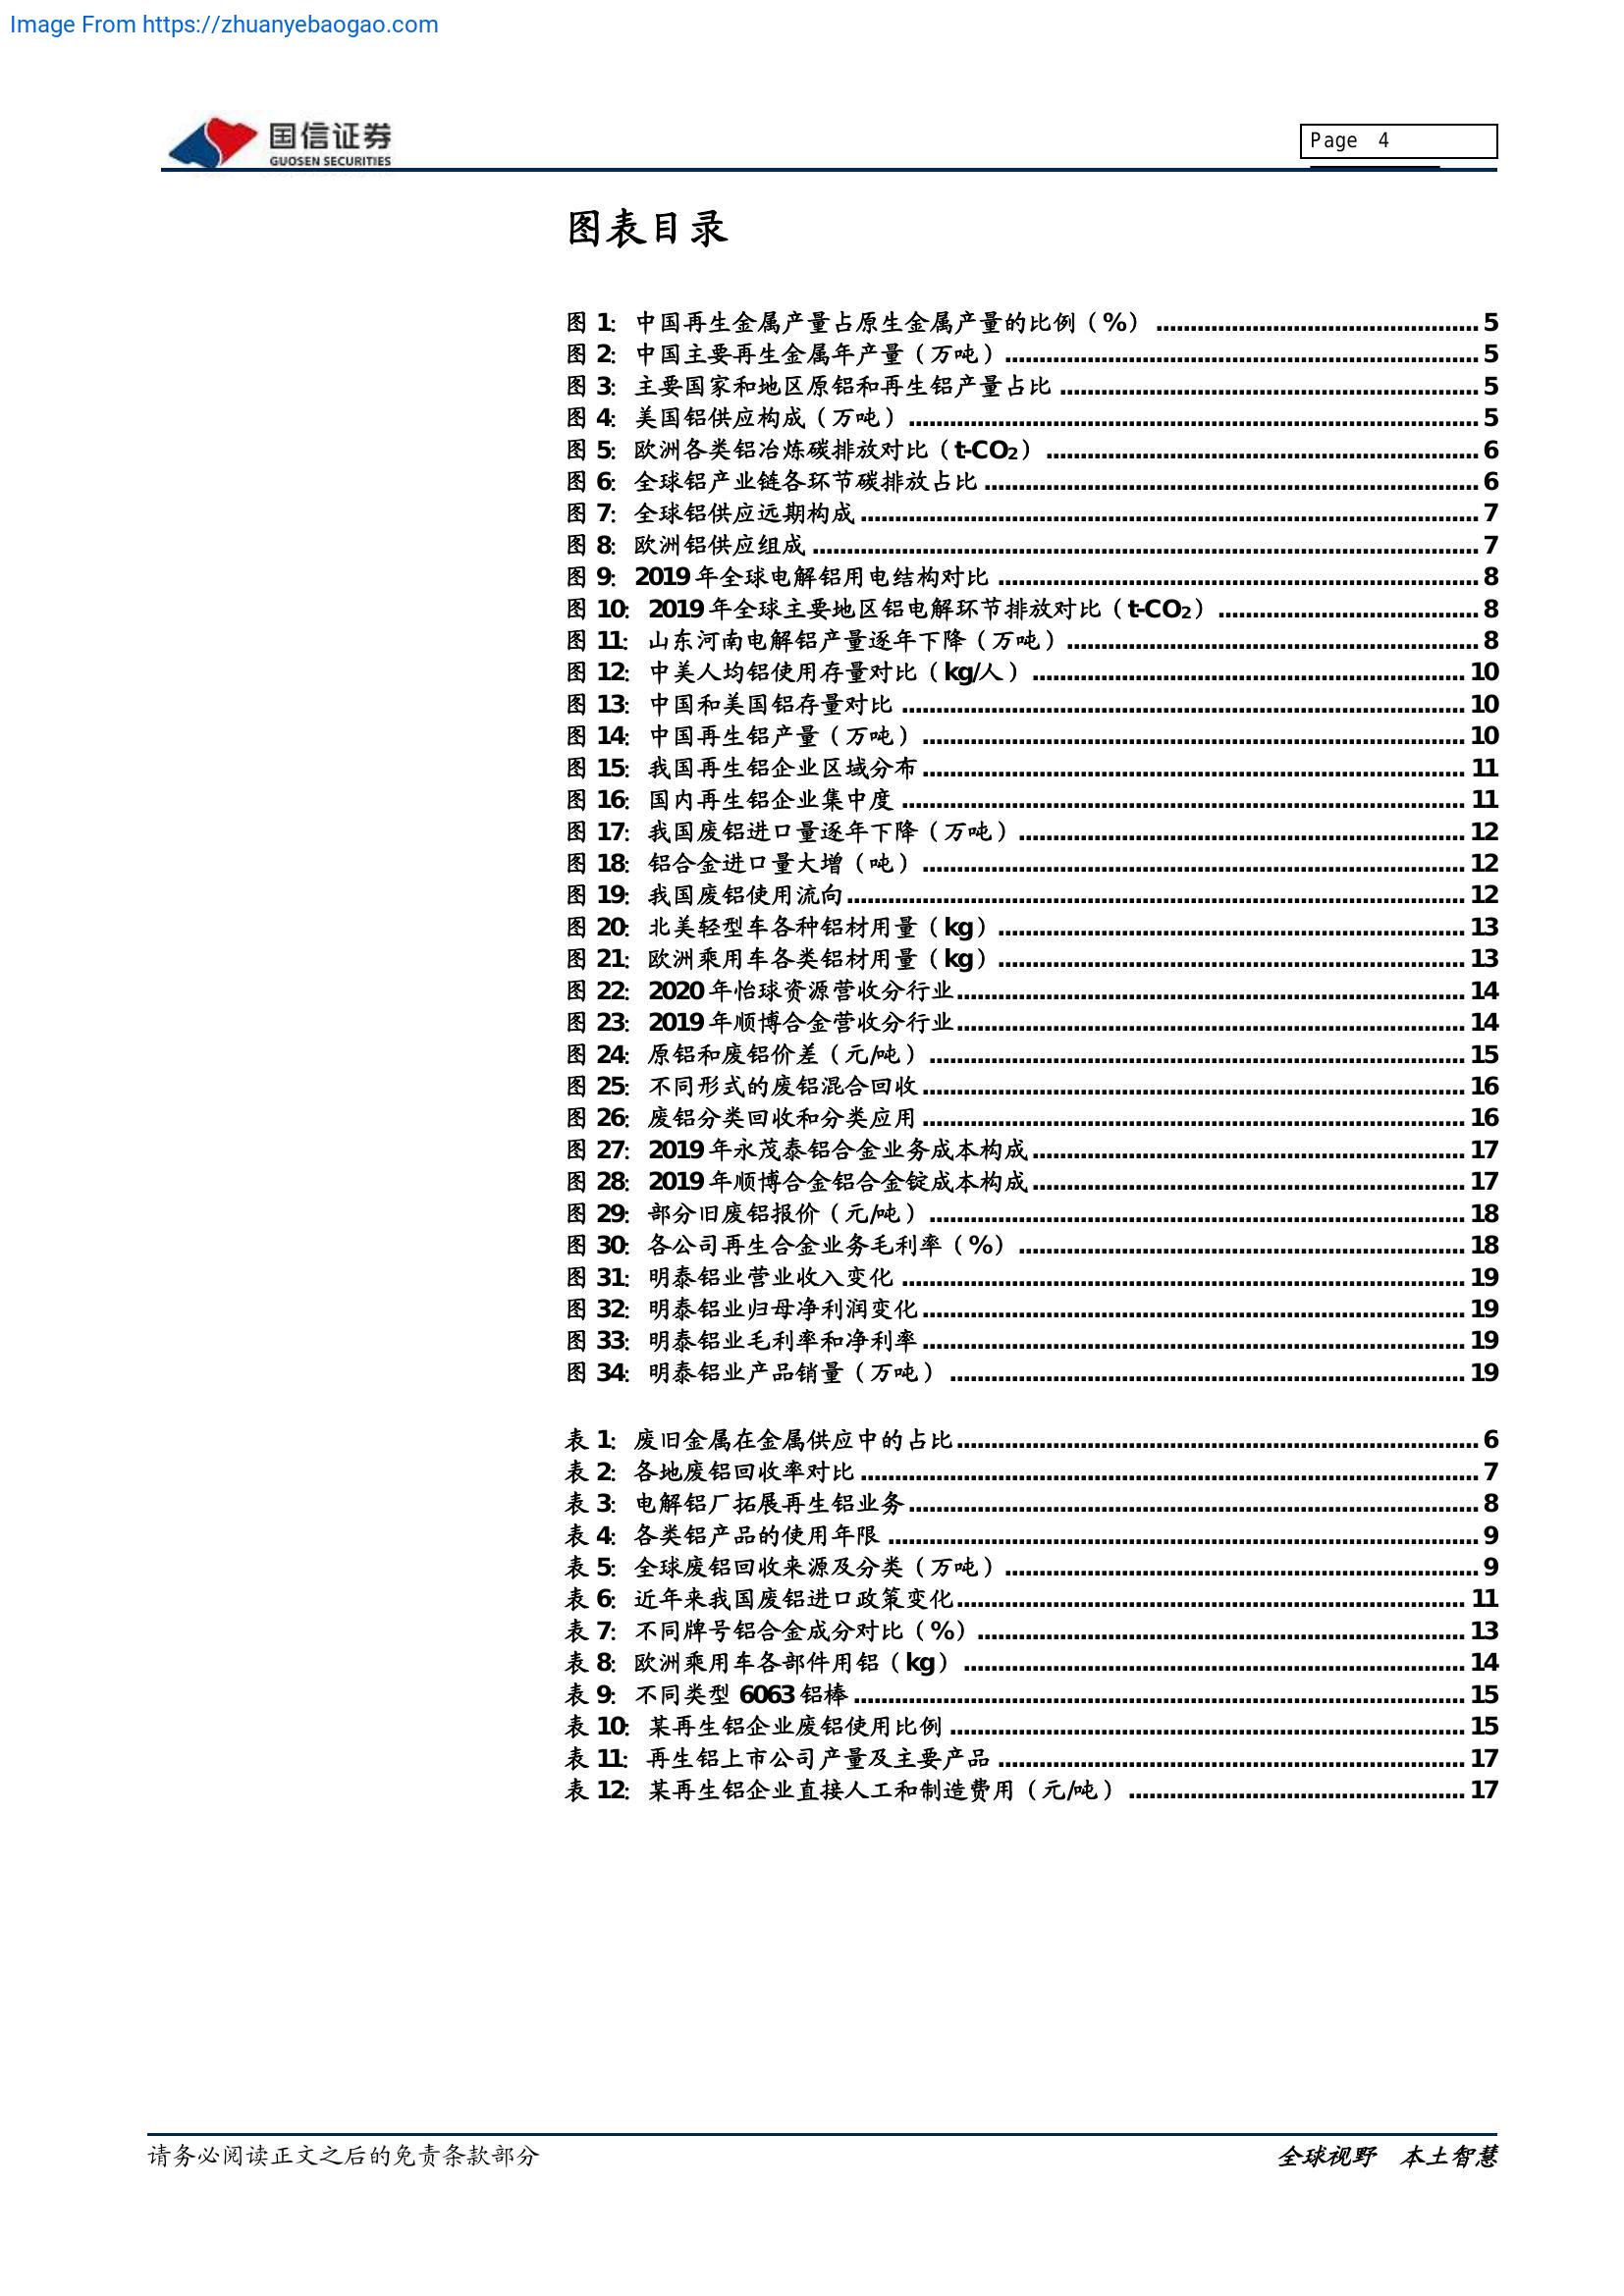 Image From https://zhuanyebaogao.com
国信证券
GUOSEN SECURITIES
Page 4
图表目录
图 1: 中国再生金属产量占原生金属产量的比例（%） ............................................... 5
图 2: 中国主要再生金属年产量（万吨） ..................................................................... 5
图 3: 主要国家和地区原铝和再生铝产量占比 ............................................................. 5
图 4: 美国铝供应构成（万吨） ................................................................................... 5
图 5: 欧洲各类铝冶炼碳排放对比（t-CO₂） ............................................................... 6
图 6: 全球铝产业链各环节碳排放占比 ........................................................................ 6
图 7: 全球铝供应远期构成 .......................................................................................... 7
图 8: 欧洲铝供应组成 ................................................................................................. 7
图 9: 2019 年全球电解铝用电结构对比 ...................................................................... 8
图 10: 2019 年全球主要地区铝电解环节排放对比（t-CO₂） ...................................... 8
图 11: 山东河南电解铝产量逐年下降（万吨） ............................................................ 8
图 12: 中美人均铝使用存量对比（kg/人） ............................................................... 10
图 13: 中国和美国铝存量对比 .................................................................................. 10
图 14: 中国再生铝产量（万吨） ............................................................................... 10
图 15: 我国再生铝企业区域分布 ............................................................................... 11
图 16: 国内再生铝企业集中度 .................................................................................. 11
图 17: 我国废铝进口量逐年下降（万吨） ................................................................. 12
图 18: 铝合金进口量大增（吨） ............................................................................... 12
图 19: 我国废铝使用流向 .......................................................................................... 12
图 20: 北美轻型车各种铝材用量（kg） .................................................................... 13
图 21: 欧洲乘用车各类铝材用量（kg） .................................................................... 13
图 22: 2020 年怡球资源营收分行业 .......................................................................... 14
图 23: 2019 年顺博合金营收分行业 .......................................................................... 14
图 24: 原铝和废铝价差（元/吨） .............................................................................. 15
图 25: 不同形式的废铝混合回收 ............................................................................... 16
图 26: 废铝分类回收和分类应用 ............................................................................... 16
图 27: 2019 年永茂泰铝合金业务成本构成 ............................................................... 17
图 28: 2019 年顺博合金铝合金锭成本构成 ............................................................... 17
图 29: 部分旧废铝报价（元/吨） .............................................................................. 18
图 30: 各公司再生合金业务毛利率（%） ................................................................. 18
图 31: 明泰铝业营业收入变化 .................................................................................. 19
图 32: 明泰铝业归母净利润变化 ............................................................................... 19
图 33: 明泰铝业毛利率和净利率 ............................................................................... 19
图 34: 明泰铝业产品销量（万吨） ........................................................................... 19
表 1: 废旧金属在金属供应中的占比 ............................................................................ 6
表 2: 各地废铝回收率对比 .......................................................................................... 7
表 3: 电解铝厂拓展再生铝业务 ................................................................................... 8
表 4: 各类铝产品的使用年限 ...................................................................................... 9
表 5: 全球废铝回收来源及分类（万吨） ..................................................................... 9
表 6: 近年来我国废铝进口政策变化 .......................................................................... 11
表 7: 不同牌号铝合金成分对比（%） ....................................................................... 13
表 8: 欧洲乘用车各部件用铝（kg） ......................................................................... 14
表 9: 不同类型 6063 铝棒 ......................................................................................... 15
表 10: 某再生铝企业废铝使用比例 ........................................................................... 15
表 11: 再生铝上市公司产量及主要产品 .................................................................... 17
表 12: 某再生铝企业直接人工和制造费用（元/吨） ................................................. 17
请务必阅读正文之后的免责条款部分
全球视野 本土智慧